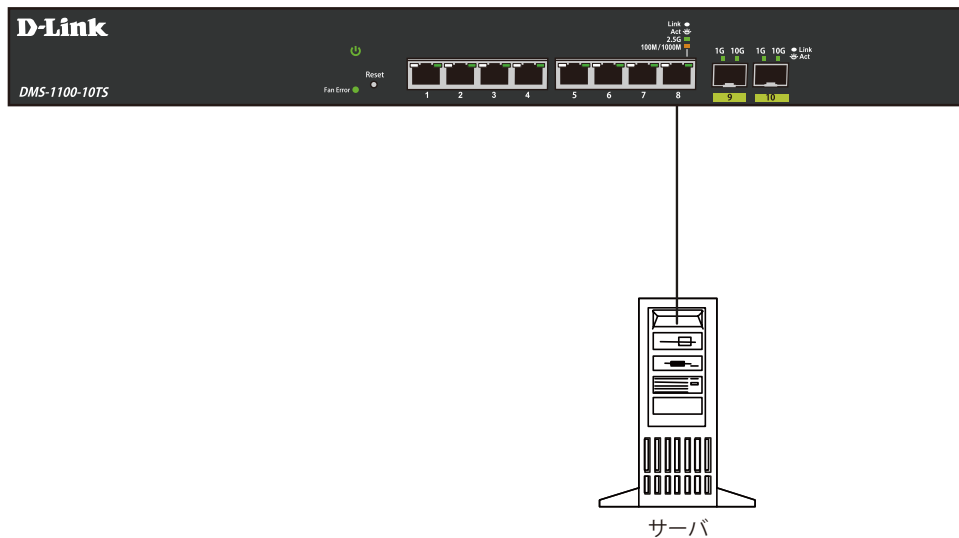 D-Link
Link
Act
2.5G
100M/1000M
1G 10G 1G 10G Link
Act
Reset
Fan Error
DMS-1100-10TS
1 2 3 4 5 6 7 8 9 10
サーバ